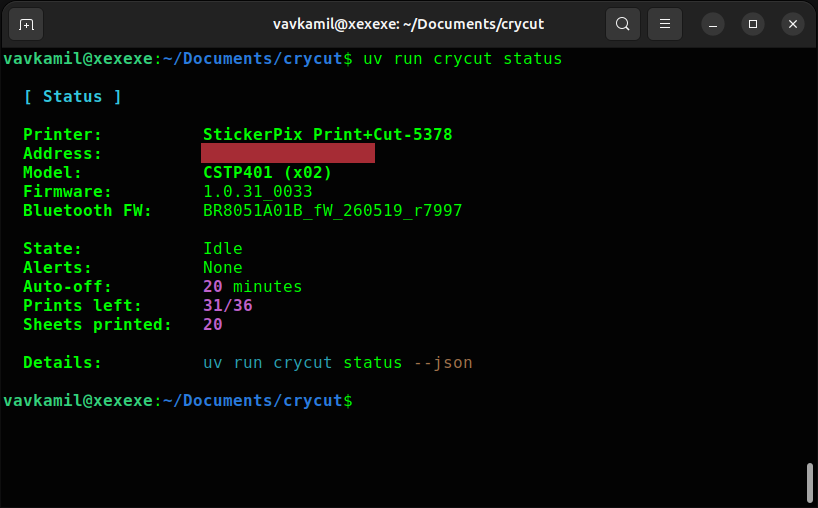 vavkamil@xexexe: ~/Documents/crycut
vavkamil@xexexe:~/Documents/crycut$ uv run crycut status
[ Status ]
Printer: StickerPix Print+Cut-5378
Address:
Model: CSTP401 (x02)
Firmware: 1.0.31_0033
Bluetooth FW: BR8051A01B_fW_260519_r7997
State: Idle
Alerts: None
Auto-off: 20 minutes
Prints left: 31/36
Sheets printed: 20
Details: uv run crycut status --json
vavkamil@xexexe:~/Documents/crycut$